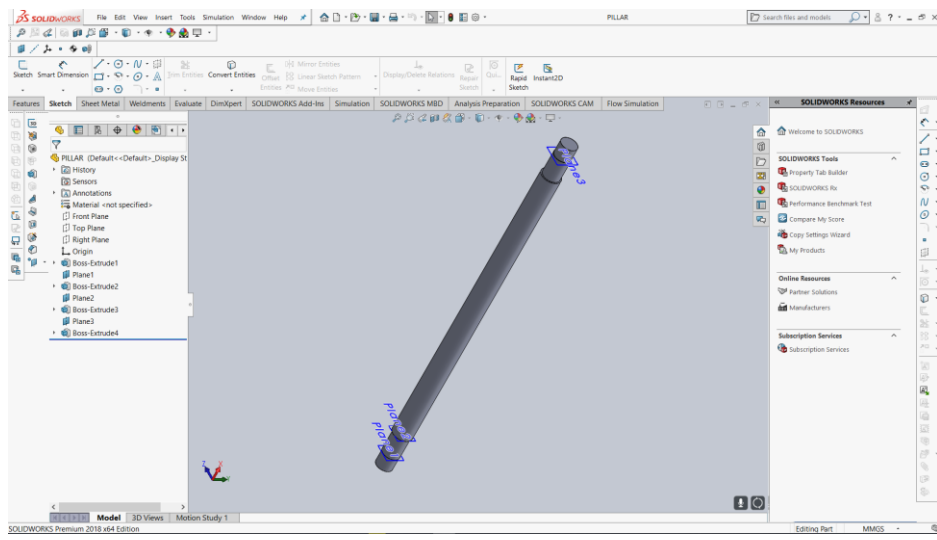 SOLIDWORKS File Edit View Insert Tools Simulation Window Help PILLAR Search files and models
Sketch Smart Dimension Trim Entities Convert Entities Offset Entities Mirror Entities Linear Sketch Pattern Move Entities Display/Delete Relations Repair Sketch Quic... Rapid Sketch Instant2D
Features Sketch Sheet Metal Weldments Evaluate DimXpert SOLIDWORKS Add-Ins Simulation SOLIDWORKS MBD Analysis Preparation SOLIDWORKS CAM Flow Simulation
PILLAR (Default<<Default>_Display St
History
Sensors
Annotations
Material <not specified>
Front Plane
Top Plane
Right Plane
Origin
Boss-Extrude1
Plane1
Boss-Extrude2
Plane2
Boss-Extrude3
Plane3
Boss-Extrude4
Plane3
SOLIDWORKS Resources
Welcome to SOLIDWORKS
SOLIDWORKS Tools
Property Tab Builder
SOLIDWORKS Rx
Performance Benchmark Test
Compare My Score
Copy Settings Wizard
My Products
Online Resources
Partner Solutions
Manufacturers
Subscription Services
Subscription Services
Model 3D Views Motion Study 1
SOLIDWORKS Premium 2018 x64 Edition Editing Part MMGS